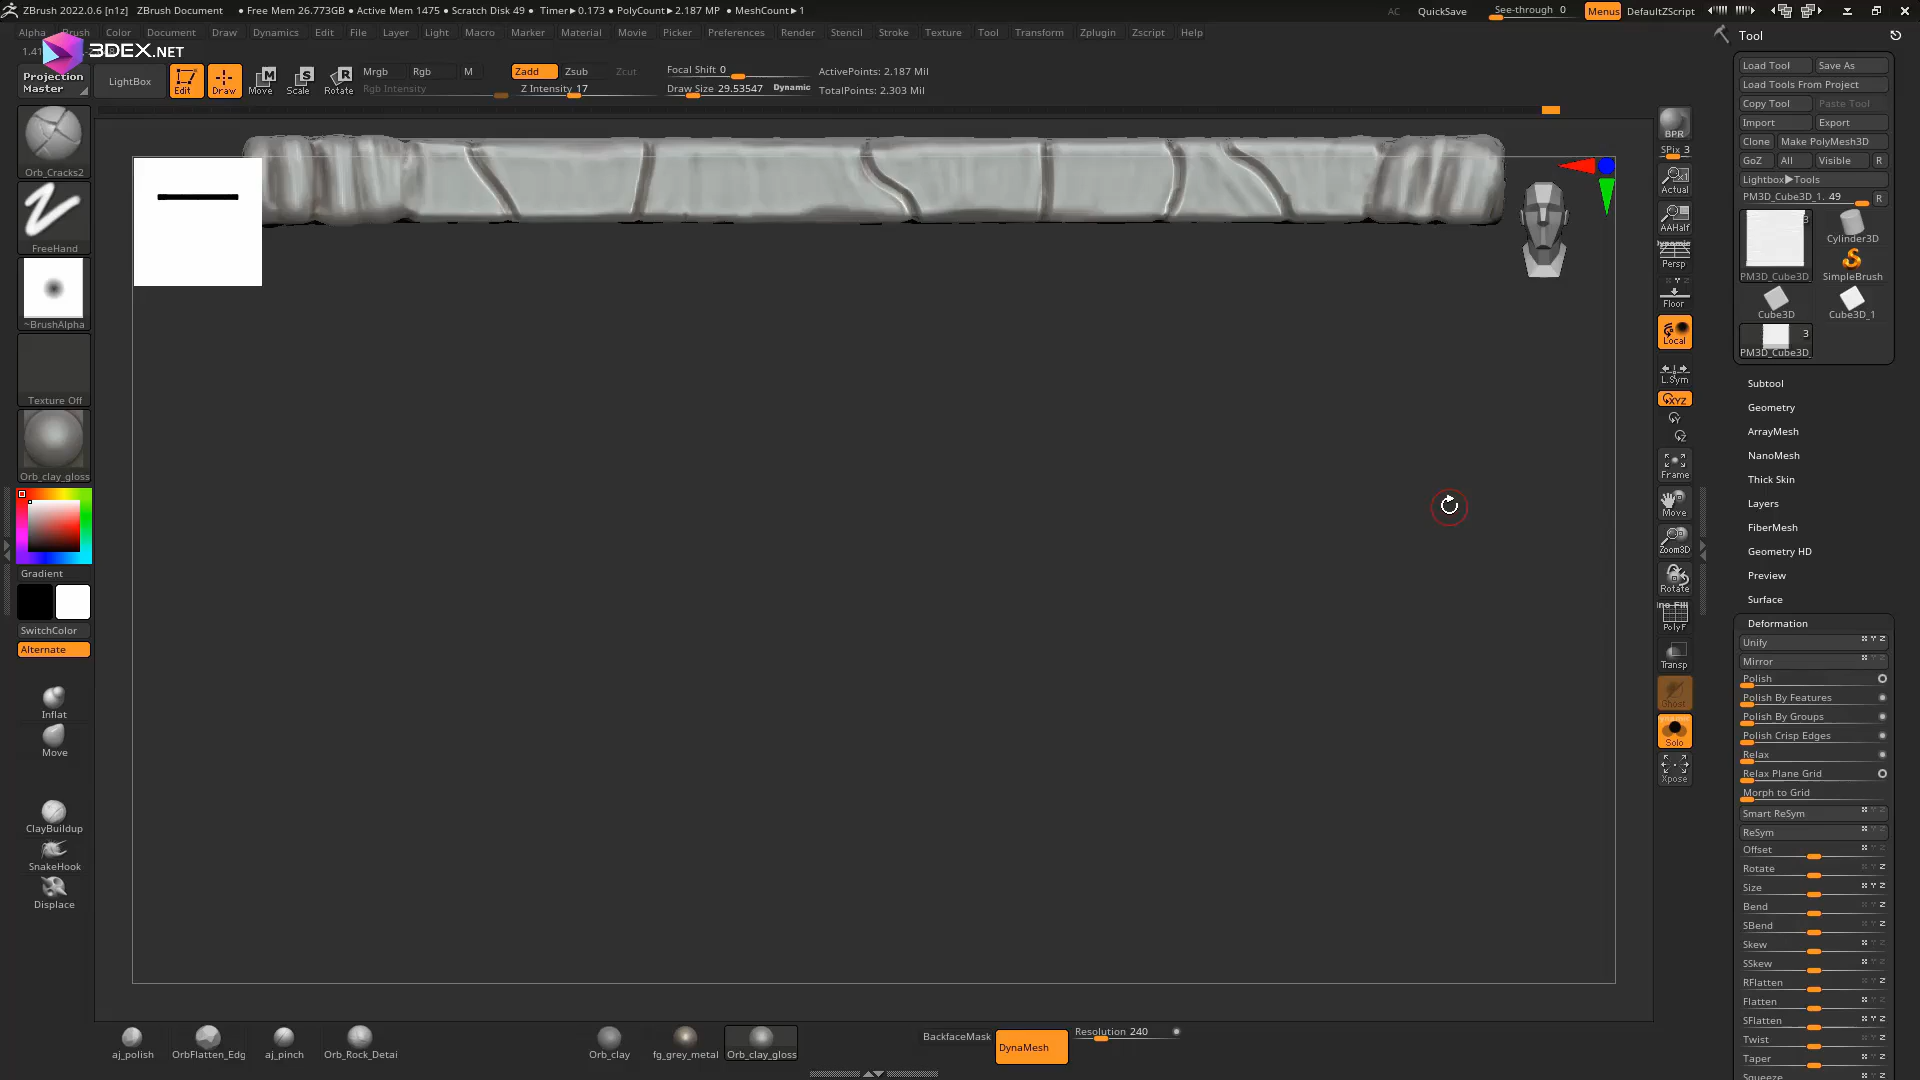 ZBrush 2022.0.6 [n1z] ZBrush Document ● Free Mem 26.773GB ● Active Mem 1475 ● Scratch Disk 49 ● Timer▸0.173 ● PolyCount▸2.187 MP ● MeshCount▸1 AC QuickSave See-through 0 Menus DefaultZScript
Alpha Brush Color Document Draw Dynamics Edit File Layer Light Macro Marker Material Movie Picker Preferences Render Stencil Stroke Texture Tool Transform Zplugin Zscript Help
3DEX.NET
Projection Master
LightBox
Edit
Draw
Move
Scale
Rotate
Mrgb Rgb M
Rgb Intensity
Zadd Zsub Zcut
Z Intensity 17
Focal Shift 0
Draw Size 29.53547 Dynamic
ActivePoints: 2.187 Mil
TotalPoints: 2.303 Mil
Orb_Cracks2
FreeHand
~BrushAlpha
Texture Off
Orb_clay_gloss
Gradient
SwitchColor
Alternate
Inflat
Move
ClayBuildup
SnakeHook
Displace
aj_polish
OrbFlatten_Edg
aj_pinch
Orb_Rock_Detai
Orb_clay
fg_grey_metal
Orb_clay_gloss
BackfaceMask
DynaMesh
Resolution 240
BPR
SPix 3
Actual
AAHalf
Dynamic
Persp
Floor
Local
L.Sym
XYZ
Frame
Move
Zoom3D
Rotate
PolyF
Transp
Ghost
Solo
Xpose
Tool
Load Tool Save As
Load Tools From Project
Copy Tool Paste Tool
Import Export
Clone Make PolyMesh3D
GoZ All Visible R
Lightbox▸Tools
PM3D_Cube3D_1. 49 R
3
PM3D_Cube3D_
Cylinder3D
SimpleBrush
Cube3D
Cube3D_1
3
PM3D_Cube3D_
Subtool
Geometry
ArrayMesh
NanoMesh
Thick Skin
Layers
FiberMesh
Geometry HD
Preview
Surface
Deformation
Unify
Mirror
Polish
Polish By Features
Polish By Groups
Polish Crisp Edges
Relax
Relax Plane Grid
Morph to Grid
Smart ReSym
ReSym
Offset
Rotate
Size
Bend
SBend
Skew
SSkew
RFlatten
Flatten
SFlatten
Twist
Taper
Squeeze